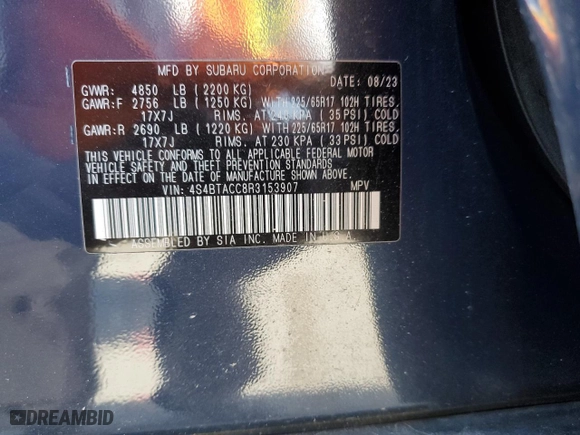 MFD BY SUBARU CORPORATION
DATE: 08/23
GVWR: 4850 LB (2200 KG)
GAWR:F 2756 LB (1250 KG) WITH 225/65R17 102H TIRES,
17X7J RIMS, AT 240 KPA (35 PSI) COLD
GAWR:R 2690 LB (1220 KG) WITH 225/65R17 102H TIRES,
17X7J RIMS, AT 230 KPA (33 PSI) COLD
THIS VEHICLE CONFORMS TO ALL APPLICABLE FEDERAL MOTOR
VEHICLE SAFETY AND THEFT PREVENTION STANDARDS
IN EFFECT ON THE DATE OF MANUFACTURE SHOWN ABOVE.
VIN: 4S4BTACC8R3153907 MPV
ASSEMBLED BY SIA INC. MADE IN U.S.A.
DREAMBID